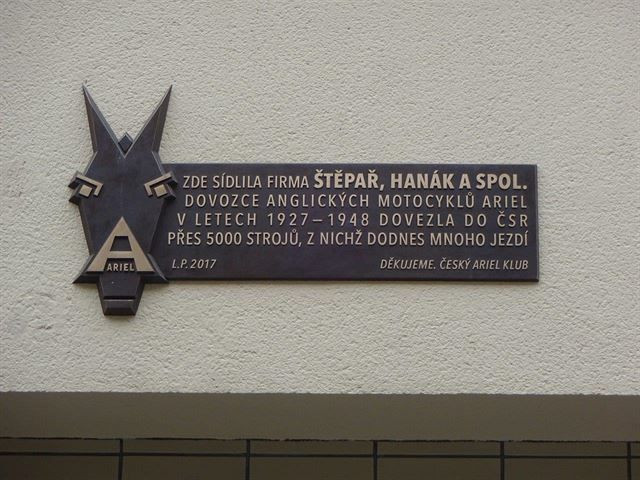 ZDE SÍDLILA FIRMA ŠTĚPAŘ, HANÁK A SPOL.
DOVOZCE ANGLICKÝCH MOTOCYKLŮ ARIEL
V LETECH 1927–1948 DOVEZLA DO ČSR
PŘES 5000 STROJŮ, Z NICHŽ DODNES MNOHO JEZDÍ
L.P. 2017 DĚKUJEME. ČESKÝ ARIEL KLUB
A
ARIEL